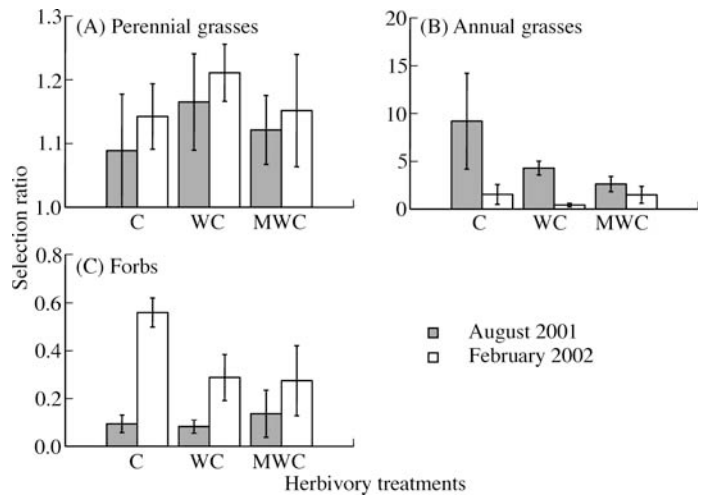 (A) Perennial grasses
1.3
1.2
1.1
1.0
C WC MWC
(B) Annual grasses
20
15
10
5
0
C WC MWC
Selection ratio
(C) Forbs
0.8
0.6
0.4
0.2
0.0
C WC MWC
August 2001
February 2002
Herbivory treatments